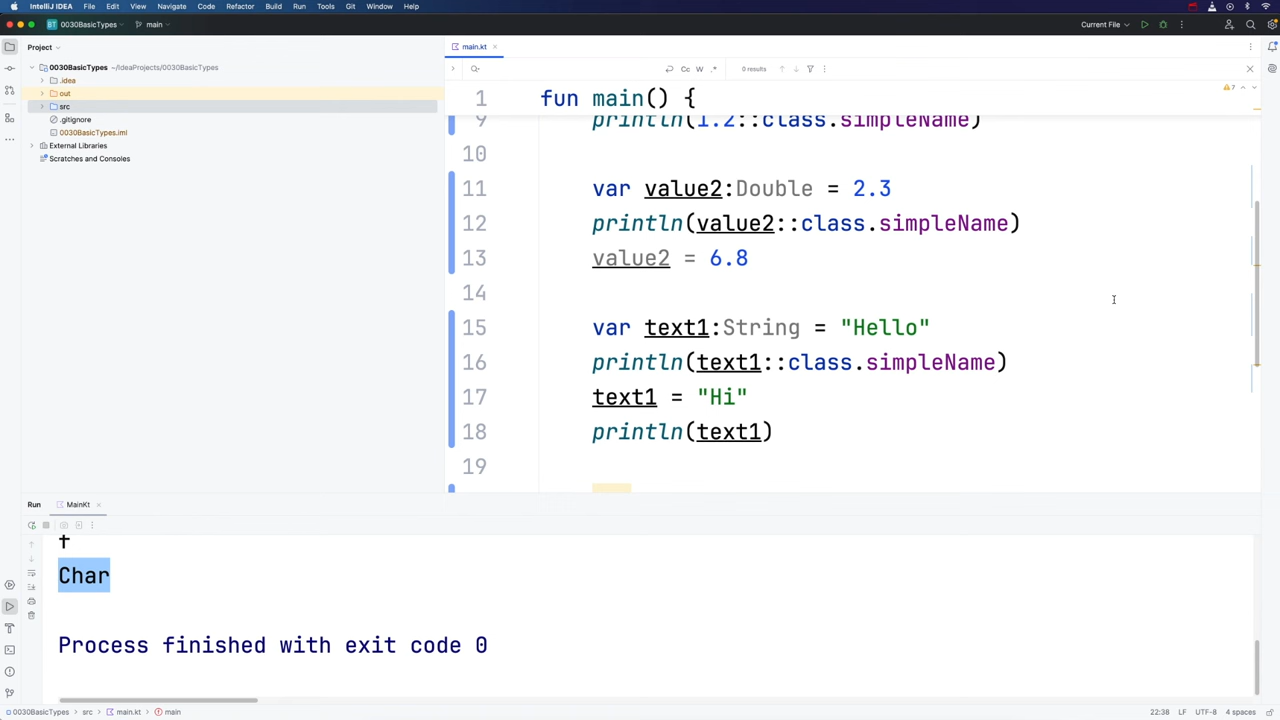 IntelliJ IDEA File Edit View Navigate Code Refactor Build Run Tools Git Window Help
0030BasicTypes main Current File
Project
main.kt
0030BasicTypes ~/IdeaProjects/0030BasicTypes
.idea
out
src
.gitignore
0030BasicTypes.iml
External Libraries
Scratches and Consoles
Cc W .* 0 results
7
1 fun main() {
9 println(1.2::class.simpleName)
10
11 var value2:Double = 2.3
12 println(value2::class.simpleName)
13 value2 = 6.8
14
15 var text1:String = "Hello"
16 println(text1::class.simpleName)
17 text1 = "Hi"
18 println(text1)
19
Run MainKt
†
Char
Process finished with exit code 0
0030BasicTypes src main.kt main 22:38 LF UTF-8 4 spaces